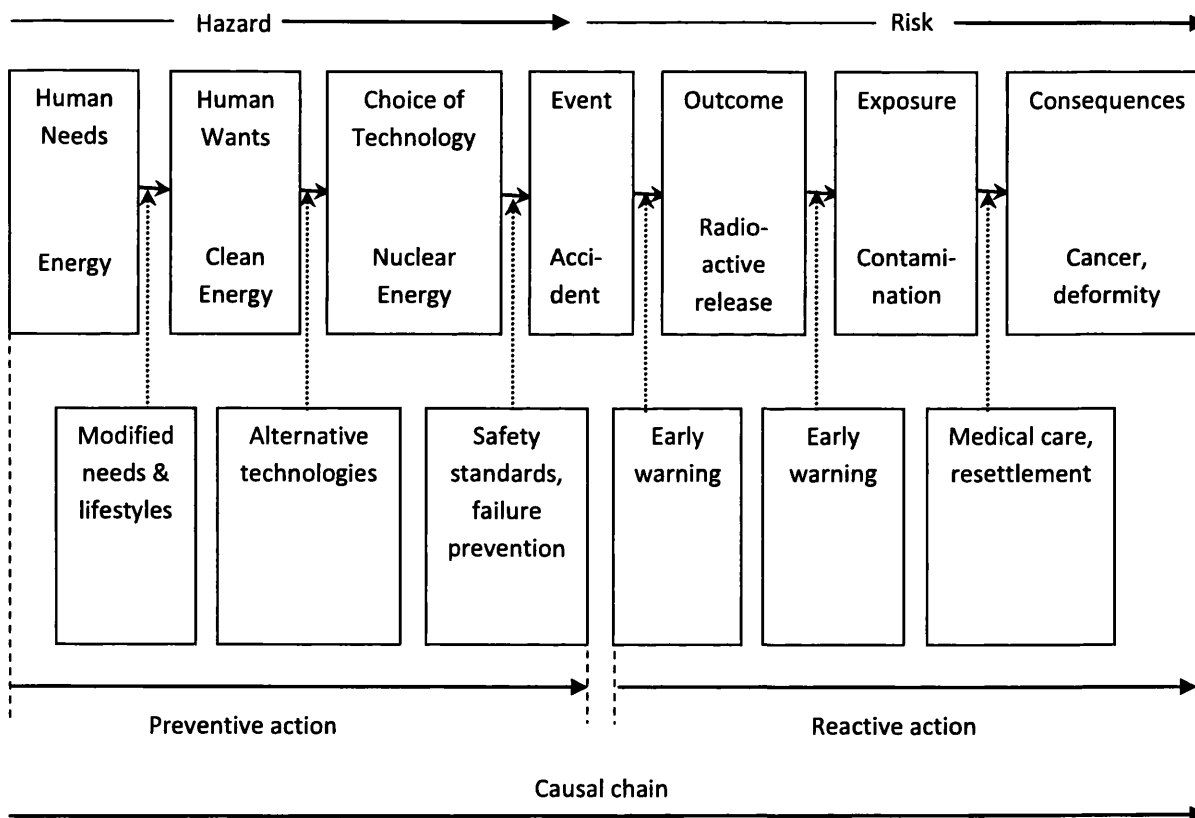 Hazard
Risk
Human
Needs
Energy
Human
Wants
Clean
Energy
Choice of
Technology
Nuclear
Energy
Event
Acci-
dent
Outcome
Radio-
active
release
Exposure
Contami-
nation
Consequences
Cancer,
deformity
Modified
needs &
lifestyles
Alternative
technologies
Safety
standards,
failure
prevention
Early
warning
Early
warning
Medical care,
resettlement
Preventive action
Reactive action
Causal chain